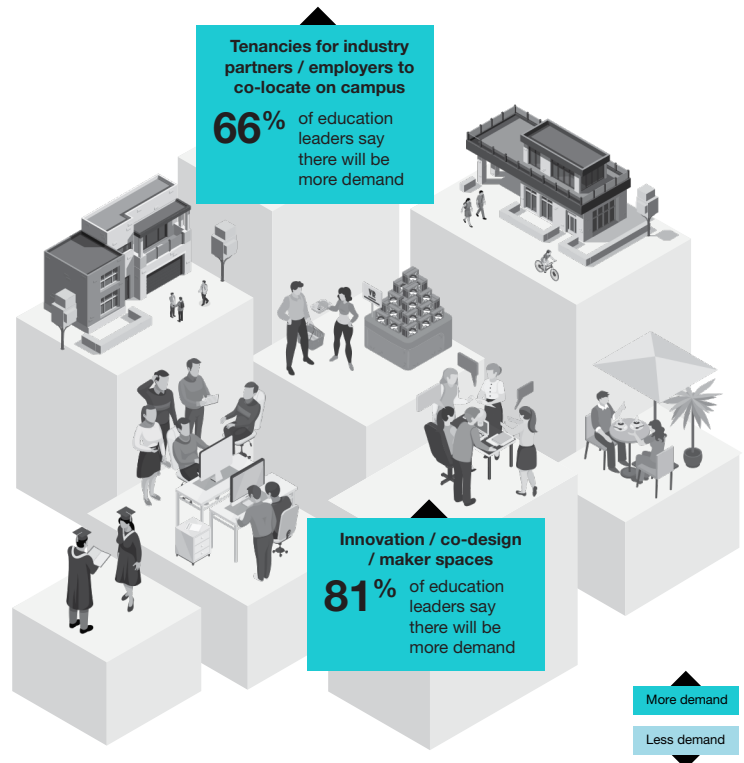 Tenancies for industry
partners / employers to
co-locate on campus
66% of education
leaders say
there will be
more demand
Innovation / co-design
/ maker spaces
81% of education
leaders say
there will be
more demand
More demand
Less demand